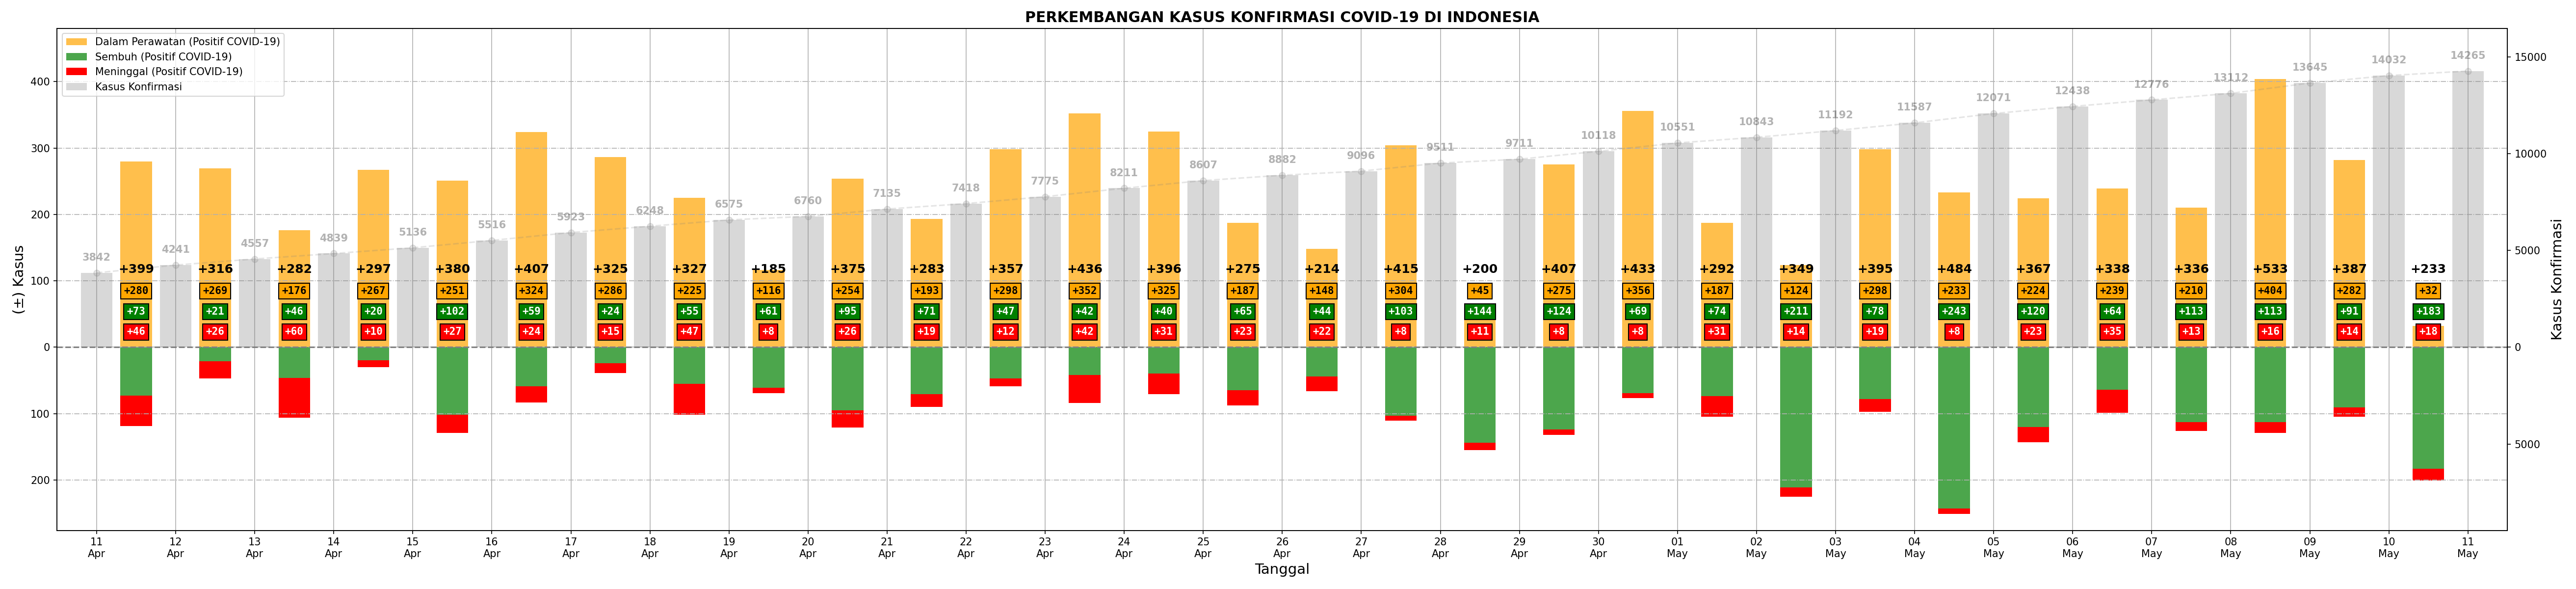 PERKEMBANGAN KASUS KONFIRMASI COVID-19 DI INDONESIA
Dalam Perawatan (Positif COVID-19)
Sembuh (Positif COVID-19)
Meninggal (Positif COVID-19)
Kasus Konfirmasi
(±) Kasus
400
300
200
100
0
100
200
15000
10000
5000
0
5000
Kasus Konfirmasi
3842 4241 4557 4839 5136 5516 5923 6248 6575 6760 7135 7418 7775 8211 8607 8882 9096 9511 9711 10118 10551 10843 11192 11587 12071 12438 12776 13112 13645 14032 14265
+399 +316 +282 +297 +380 +407 +325 +327 +185 +375 +283 +357 +436 +396 +275 +214 +415 +200 +407 +433 +292 +349 +395 +484 +367 +338 +336 +533 +387 +233
+280 +269 +176 +267 +251 +324 +286 +225 +116 +254 +193 +298 +352 +325 +187 +148 +304 +45 +275 +356 +187 +124 +298 +233 +224 +239 +210 +404 +282 +32
+73 +21 +46 +20 +102 +59 +24 +55 +61 +95 +71 +47 +42 +40 +65 +44 +103 +144 +124 +69 +74 +211 +78 +243 +120 +64 +113 +113 +91 +183
+46 +26 +60 +10 +27 +24 +15 +47 +8 +26 +19 +12 +42 +31 +23 +22 +8 +11 +8 +8 +31 +14 +19 +8 +23 +35 +13 +16 +14 +18
11 12 13 14 15 16 17 18 19 20 21 22 23 24 25 26 27 28 29 30 01 02 03 04 05 06 07 08 09 10 11
Apr Apr Apr Apr Apr Apr Apr Apr Apr Apr Apr Apr Apr Apr Apr Apr Apr Apr Apr Apr May May May May May May May May May May May
Tanggal